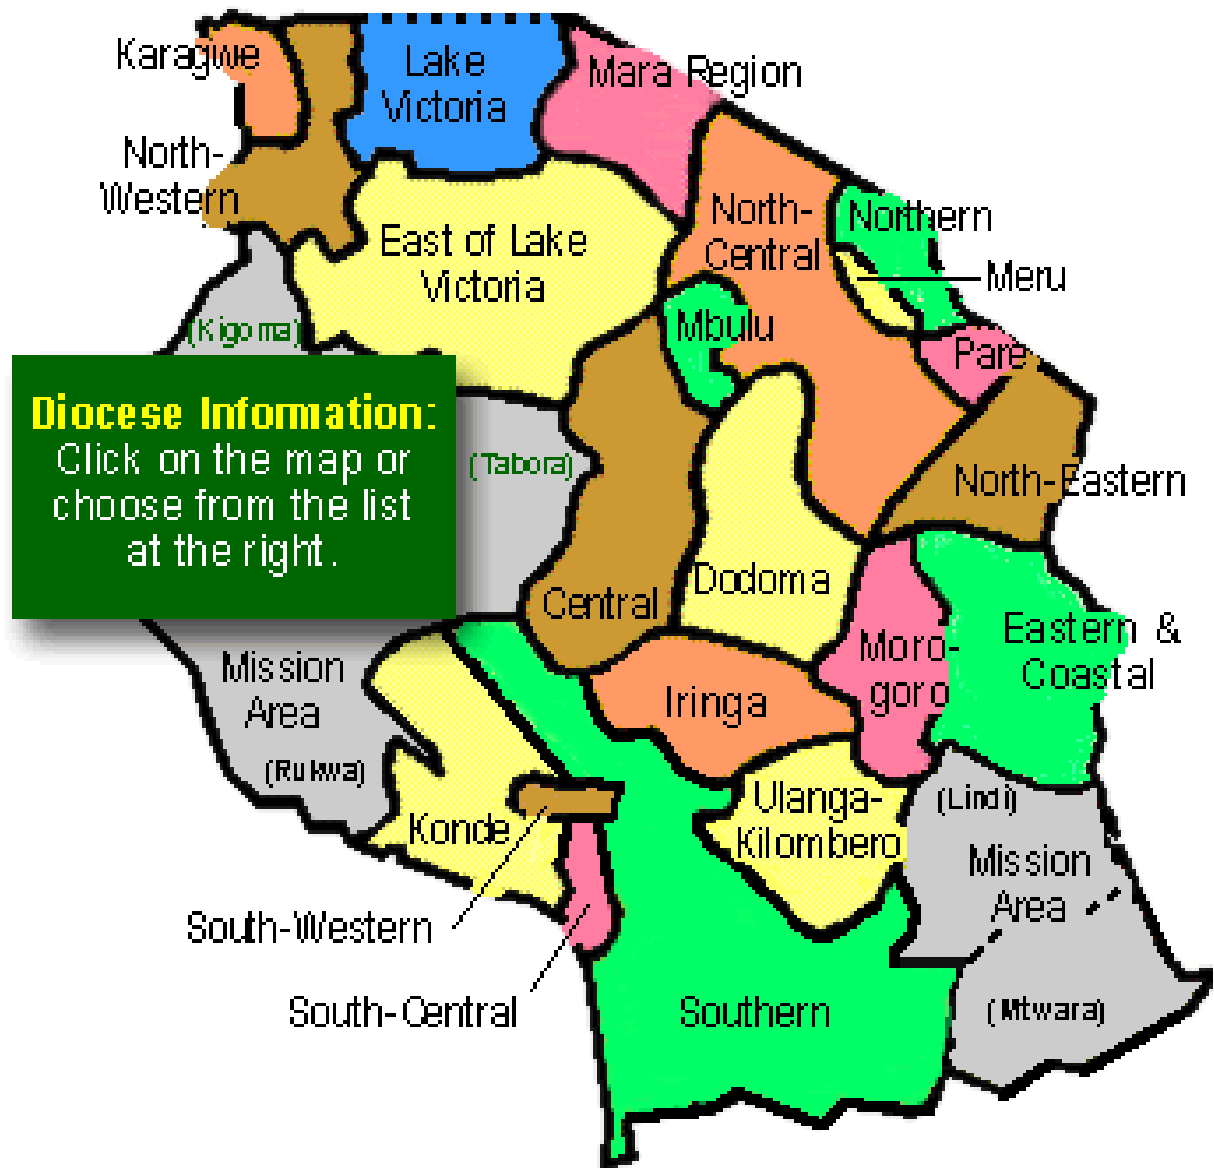 Karagwe
Lake
Victoria
Mara Region
North-
Western
East of Lake
Victoria
North-
Central
Northern
Meru
(Kigoma)
Mbulu
Pare
Diocese Information:
Click on the map or
choose from the list
at the right.
(Tabora)
North-Eastern
Dodoma
Central
Eastern &
Coastal
Mission
Area
(Rukwa)
Iringa
Moro-
goro
Ulanga-
Kilombero
(Lindi)
Mission
Area
Konde
South-Western
South-Central
Southern
(Mtwara)